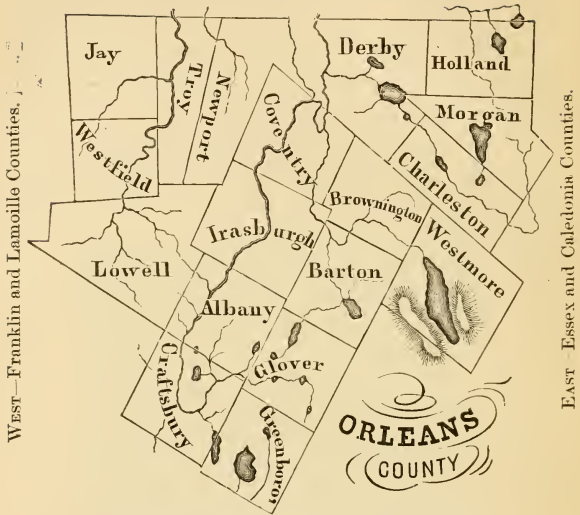 WEST—Franklin and Lamoille Counties.
Jay
Troy
Newport
Derby
Holland
Westfield
Coventry
Morgan
Charleston
Brownington
Westmore
Irasburgh
Lowell
Barton
Albany
Glover
Craftsbury
Greensboro
ORLEANS
COUNTY
EAST—Essex and Caledonia Counties.